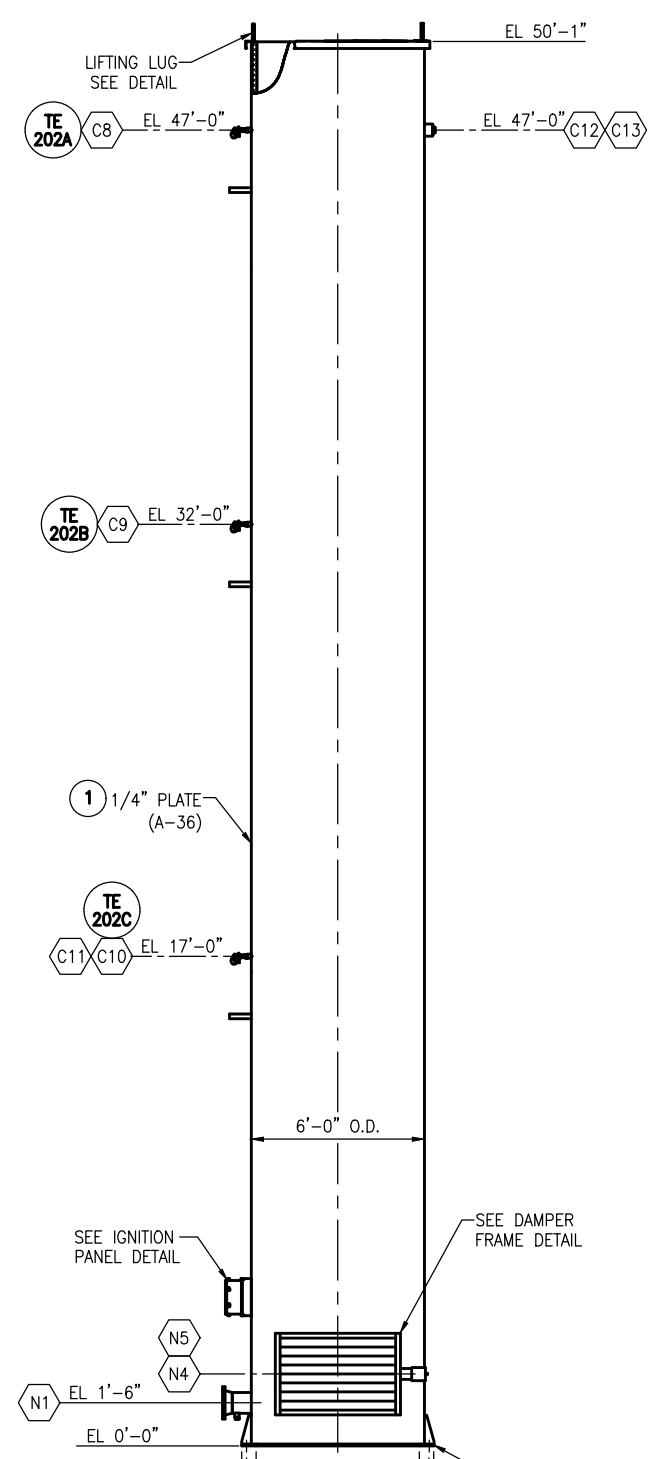 EL 50'-1"
LIFTING LUG
SEE DETAIL
TE
202A
C8
EL 47'-0"
EL 47'-0"
C12
C13
TE
202B
C9
EL 32'-0"
1
1/4" PLATE
(A-36)
TE
202C
C11
C10
EL 17'-0"
6'-0" O.D.
SEE DAMPER
FRAME DETAIL
SEE IGNITION
PANEL DETAIL
N5
N4
N1
EL 1'-6"
EL 0'-0"